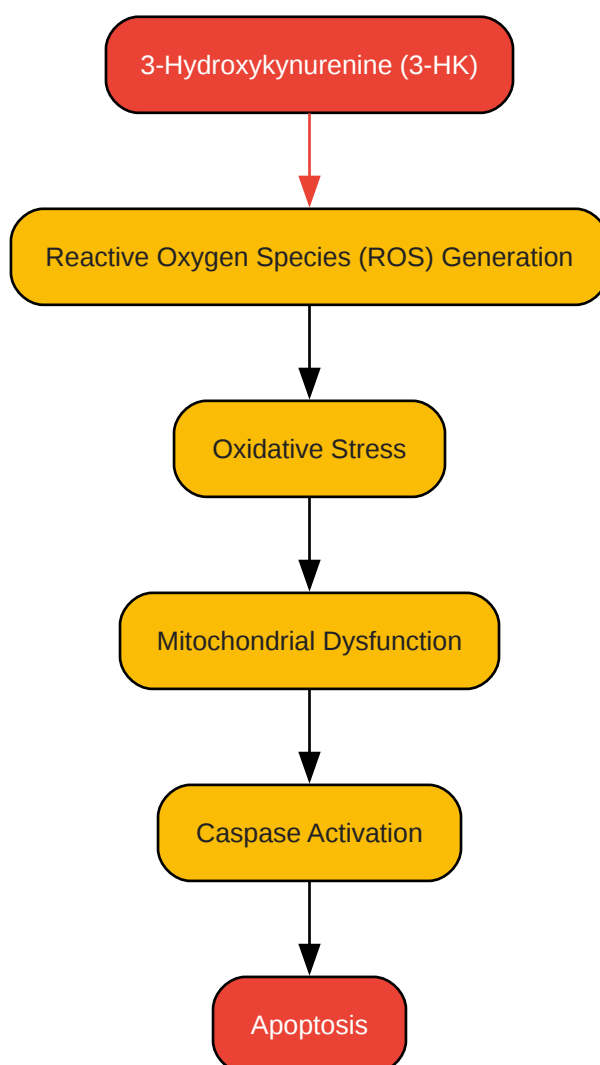 3-Hydroxykynurenine (3-HK)
Reactive Oxygen Species (ROS) Generation
Oxidative Stress
Mitochondrial Dysfunction
Caspase Activation
Apoptosis